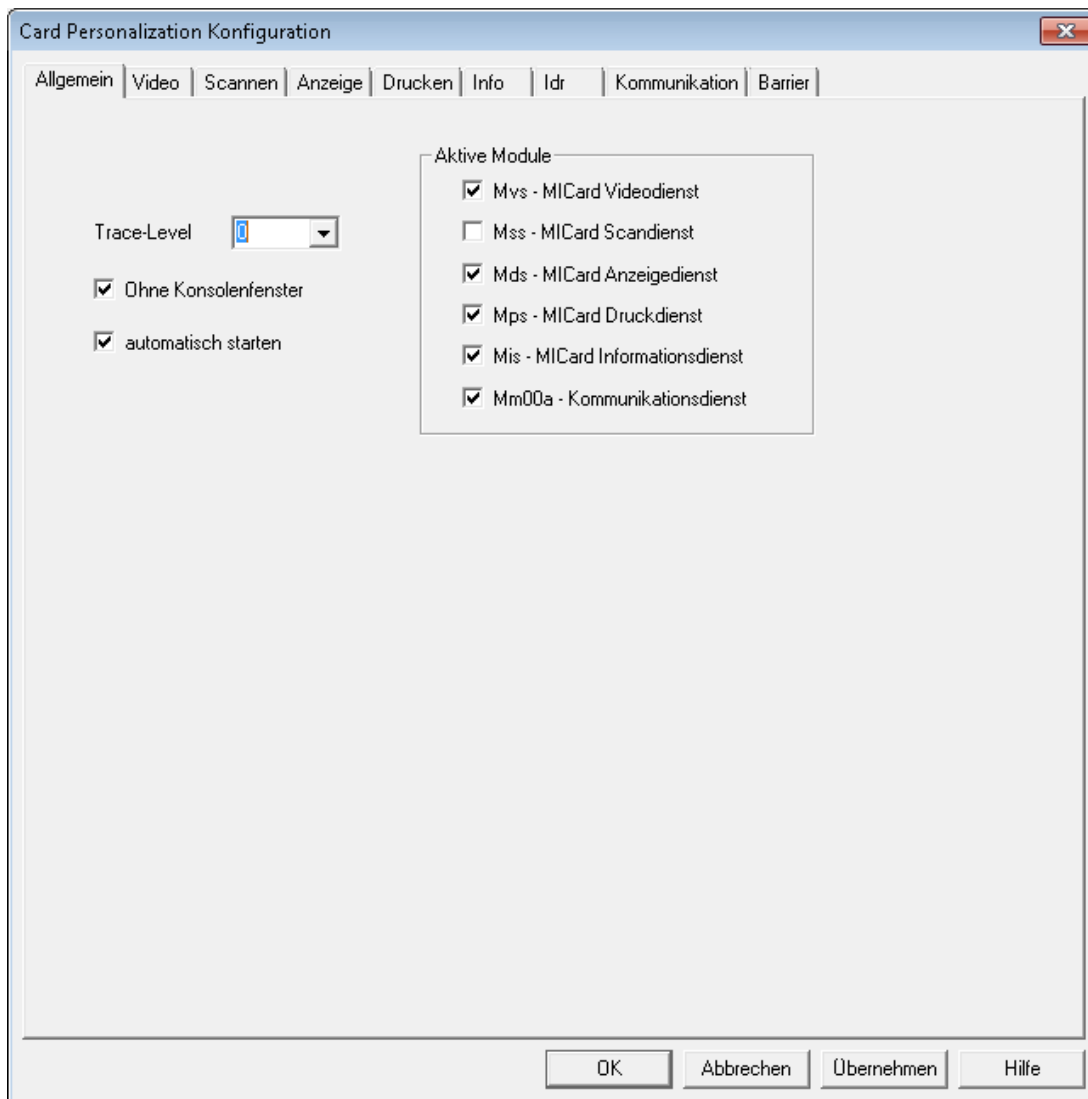 Card Personalization Konfiguration
Allgemein Video Scannen Anzeige Drucken Info Idr Kommunikation Barrier
Trace-Level 0
Ohne Konsolenfenster
automatisch starten
Aktive Module
Mvs - MICard Videodienst
Mss - MICard Scandienst
Mds - MICard Anzeigedienst
Mps - MICard Druckdienst
Mis - MICard Informationsdienst
Mm00a - Kommunikationsdienst
OK Abbrechen Übernehmen Hilfe